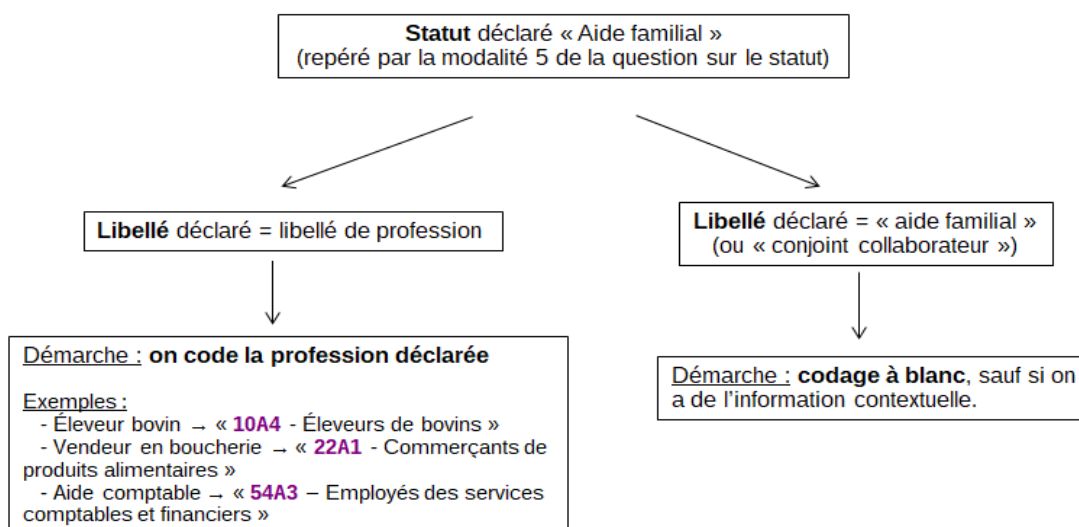 Statut déclaré « Aide familial »
(repéré par la modalité 5 de la question sur le statut)
Libellé déclaré = libellé de profession
Libellé déclaré = « aide familial »
(ou « conjoint collaborateur »)
Démarche : on code la profession déclarée
Exemples :
- Éleveur bovin → « 10A4 - Éleveurs de bovins »
- Vendeur en boucherie → « 22A1 - Commerçants de
produits alimentaires »
- Aide comptable → « 54A3 – Employés des services
comptables et financiers »
Démarche : codage à blanc, sauf si on
a de l’information contextuelle.